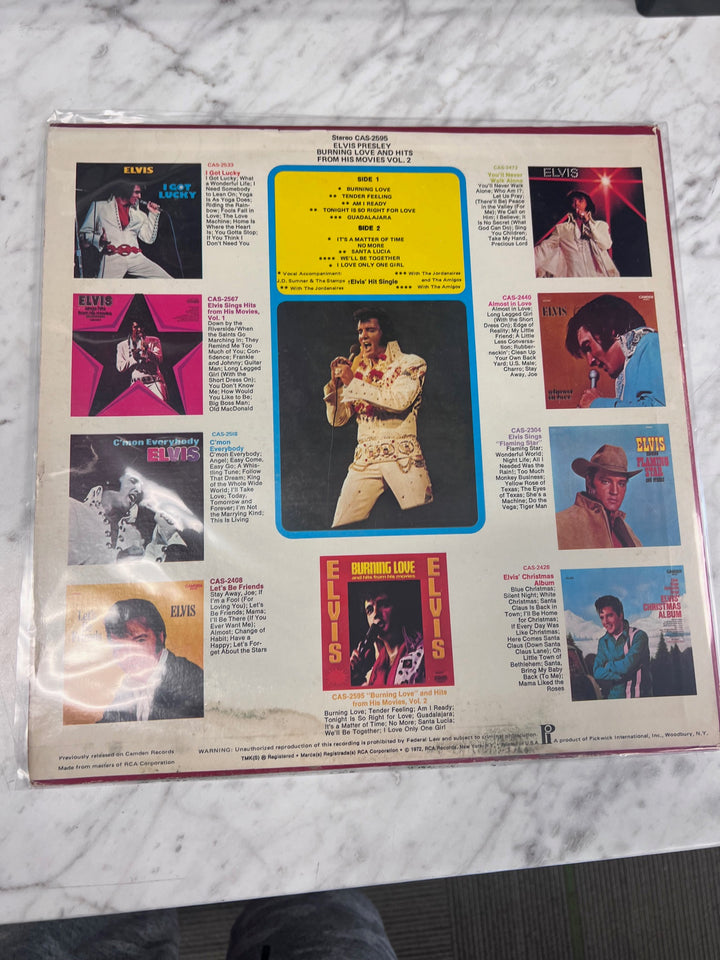 Stereo CAS-2595
ELVIS PRESLEY
BURNING LOVE AND HITS
FROM HIS MOVIES VOL. 2
SIDE 1
* BURNING LOVE
** TENDER FEELING
** AM I READY
** TONIGHT IS SO RIGHT FOR LOVE
*** GUADALAJARA
SIDE 2
* IT'S A MATTER OF TIME
NO MORE
** SANTA LUCIA
**** WE'LL BE TOGETHER
* I LOVE ONLY ONE GIRL
* Vocal Accompaniment:
J.D. Sumner & The Stamps
** With The Jordanaires
†Elvis' Hit Single
*** With The Jordanaires
and The Amigos
**** With The Amigos
ELVIS
I GOT
LUCKY
CAS-2533
I Got Lucky
I Got Lucky; What
a Wonderful Life; I
Need Somebody
to Lean On; Yoga
Is As Yoga Does;
Riding the Rain-
bow; Fools Fall in
Love; The Love
Machine; Home Is
Where the Heart
Is; You Gotta Stop;
If You Think I
Don't Need You
ELVIS
CAS-2567
Elvis Sings Hits
from His Movies,
Vol. 1
Down by the
Riverside/When
the Saints Go
Marching In; They
Remind Me Too
Much of You; Con-
fidence; Frankie
and Johnny; Guitar
Man; Long Legged
Girl (With the
Short Dress On);
You Don't Know
Me; How Would
You Like to Be;
Big Boss Man;
Old MacDonald
C'mon Everybody
ELVIS
CAS-2518
C'mon
Everybody
C'mon Everybody;
Angel; Easy Come,
Easy Go; A Whis-
tling Tune; Follow
That Dream; King
of the Whole Wide
World; I'll Take
Love; Today,
Tomorrow and
Forever; I'm Not
the Marrying Kind;
This Is Living
ELVIS
CAS-2408
Let's Be Friends
Stay Away, Joe; If
I'm a Fool (For
Loving You); Let's
Be Friends; Mama;
I'll Be There (If You
Ever Want Me);
Almost; Change of
Habit; Have a
Happy; Let's For-
get About the Stars
ELVIS
BURNING LOVE
and hits from his movies
ELVIS
CAS-2595 "Burning Love" and Hits
from His Movies, Vol. 2
Burning Love; Tender Feeling; Am I Ready;
Tonight Is So Right for Love; Guadalajara;
It's a Matter of Time; No More; Santa Lucia;
We'll Be Together; I Love Only One Girl
CAS-2472
You'll Never
Walk Alone
You'll Never Walk
Alone; Who Am I?;
Let Us Pray;
(There'll Be) Peace
in the Valley (For
Me); We Call on
Him; I Believe; It
Is No Secret (What
God Can Do); Sing
You Children;
Take My Hand,
Precious Lord
ELVIS
CAS-2440
Almost in Love
Almost in Love;
Long Legged Girl
(With the Short
Dress On); Edge of
Reality; My Little
Friend; A Little
Less Conversa-
tion; Rubber-
neckin'; Clean Up
Your Own Back
Yard; U.S. Male;
Charro; Stay
Away, Joe
ELVIS
almost
in love
CAS-2304
Elvis Sings
"Flaming Star"
Flaming Star;
Wonderful World;
Night Life; All I
Needed Was the
Rain!; Too Much
Monkey Business;
Yellow Rose of
Texas; The Eyes
of Texas; She's a
Machine; Do the
Vega; Tiger Man
ELVIS
FLAMING
STAR
CAS-2428
Elvis' Christmas
Album
Blue Christmas;
Silent Night; White
Christmas; Santa
Claus Is back in
Town; I'll Be Home
for Christmas;
If Every Day Was
Like Christmas;
Here Comes Santa
Claus (Down Santa
Claus Lane); Oh
Little Town of
Bethlehem; Santa,
Bring My Baby
Back (To Me);
Mama Liked the
Roses
ELVIS'
CHRISTMAS
ALBUM
Previously released on Camden Records
Made from masters of RCA Corporation
WARNING: Unauthorized reproduction of this recording is prohibited by Federal Law and subject to criminal prosecution.
TMK(S) ® Registered • Marca(s) Registrada(s) RCA Corporation • © 1972, RCA Records, New York, N.Y. • Printed in U.S.A.
A product of Pickwick International, Inc., Woodbury, N.Y.